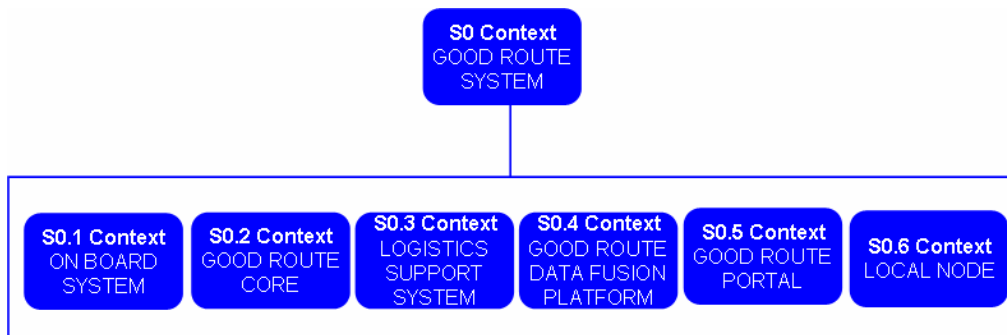 S0 Context
GOOD ROUTE
SYSTEM
S0.1 Context
ON BOARD
SYSTEM
S0.2 Context
GOOD ROUTE
CORE
S0.3 Context
LOGISTICS
SUPPORT
SYSTEM
S0.4 Context
GOOD ROUTE
DATA FUSION
PLATFORM
S0.5 Context
GOOD ROUTE
PORTAL
S0.6 Context
LOCAL NODE